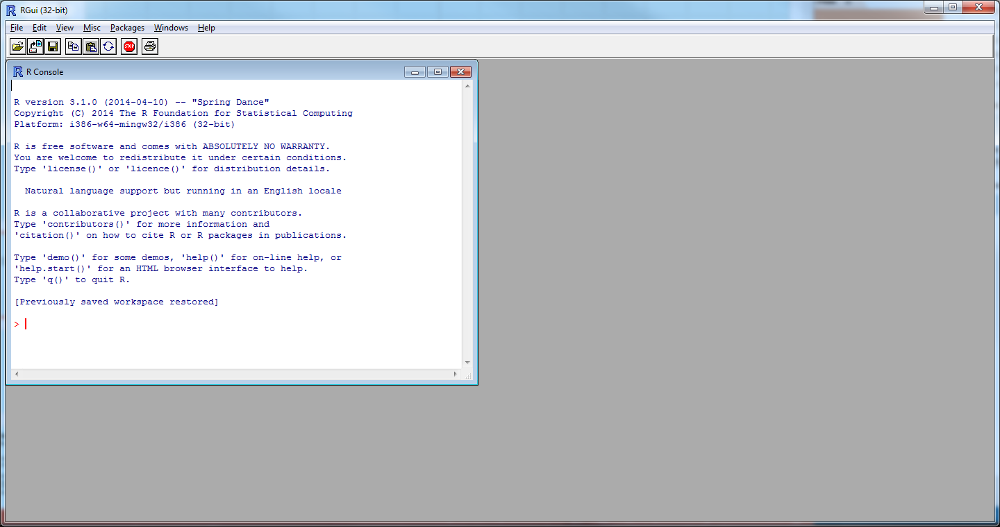 RGui (32-bit)
File Edit View Misc Packages Windows Help
STOP
R Console
R version 3.1.0 (2014-04-10) -- "Spring Dance"
Copyright (C) 2014 The R Foundation for Statistical Computing
Platform: i386-w64-mingw32/i386 (32-bit)
R is free software and comes with ABSOLUTELY NO WARRANTY.
You are welcome to redistribute it under certain conditions.
Type 'license()' or 'licence()' for distribution details.
Natural language support but running in an English locale
R is a collaborative project with many contributors.
Type 'contributors()' for more information and
'citation()' on how to cite R or R packages in publications.
Type 'demo()' for some demos, 'help()' for on-line help, or
'help.start()' for an HTML browser interface to help.
Type 'q()' to quit R.
[Previously saved workspace restored]
>